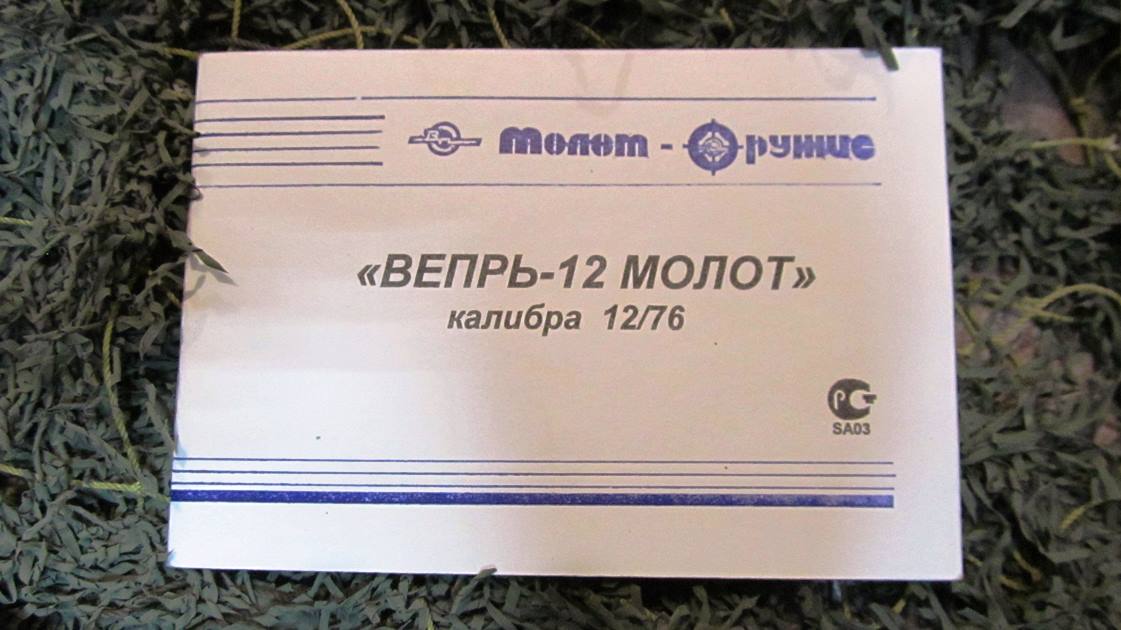 Молот - Оружие
«ВЕПРЬ-12 МОЛОТ»
калибра 12/76
SA03